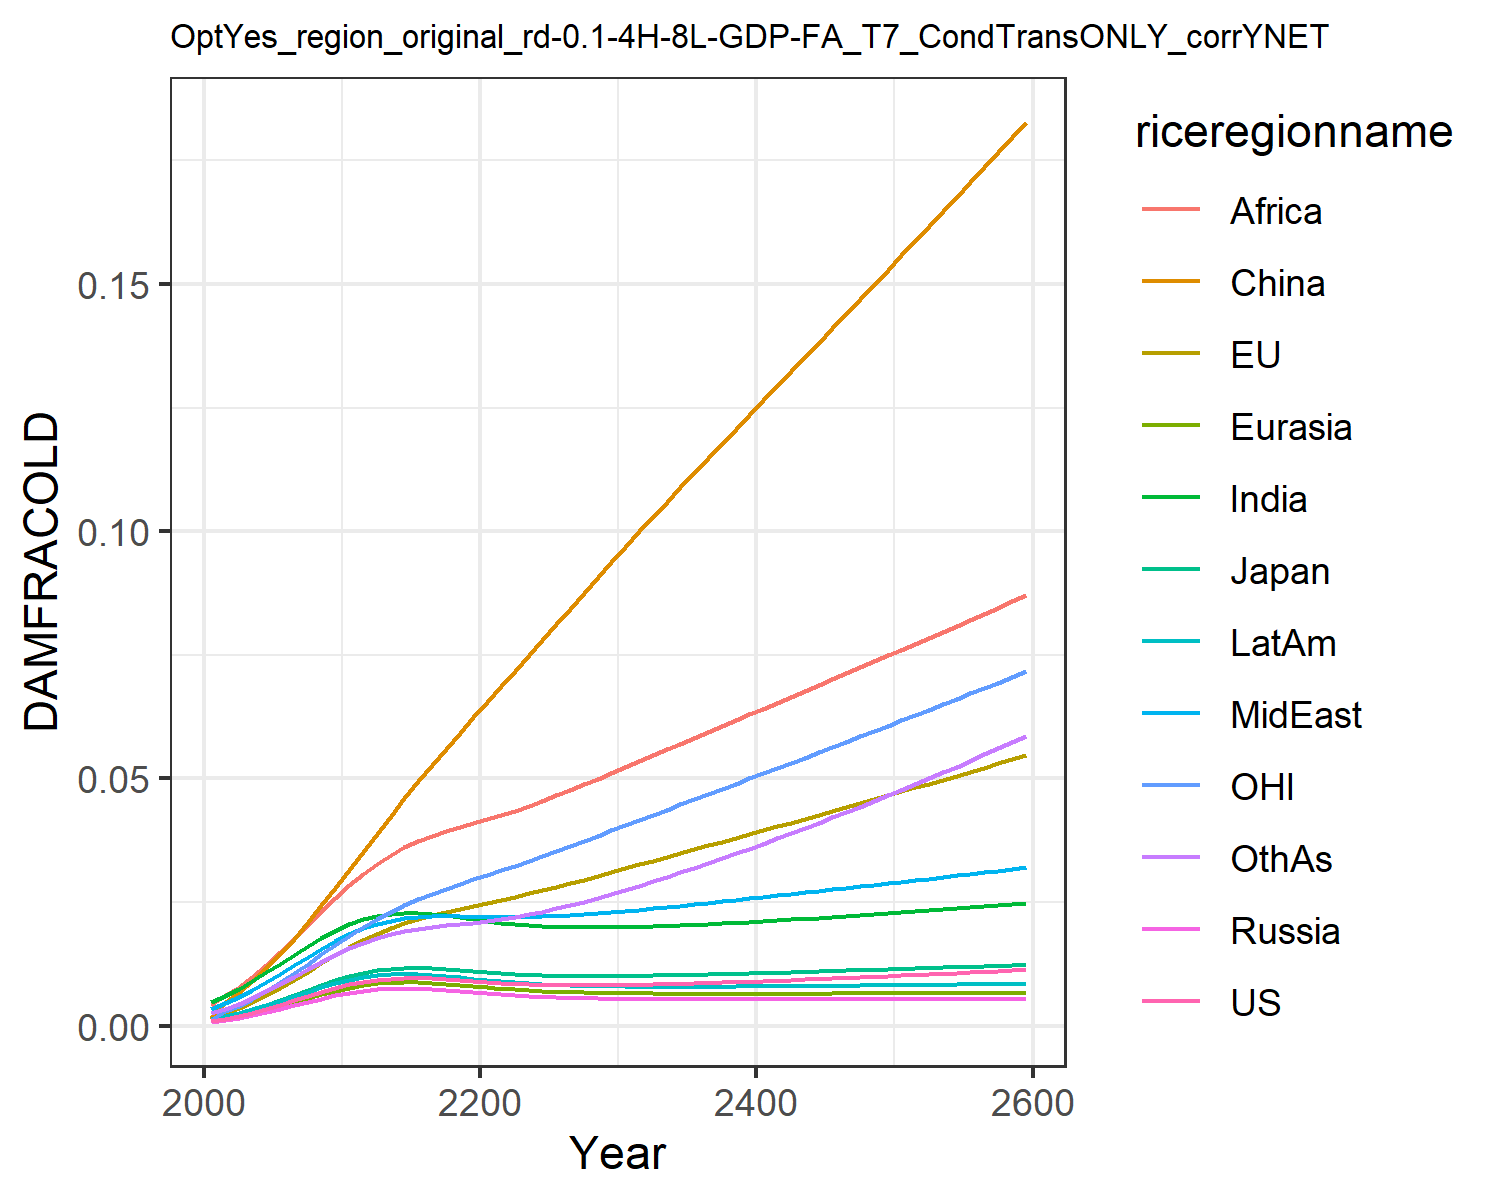 OptYes_region_original_rd-0.1-4H-8L-GDP-FA_T7_CondTransONLY_corrYNET
DAMFRACOLD
0.15
0.10
0.05
0.00
2000 2200 2400 2600
Year
riceregionname
Africa
China
EU
Eurasia
India
Japan
LatAm
MidEast
OHI
OthAs
Russia
US